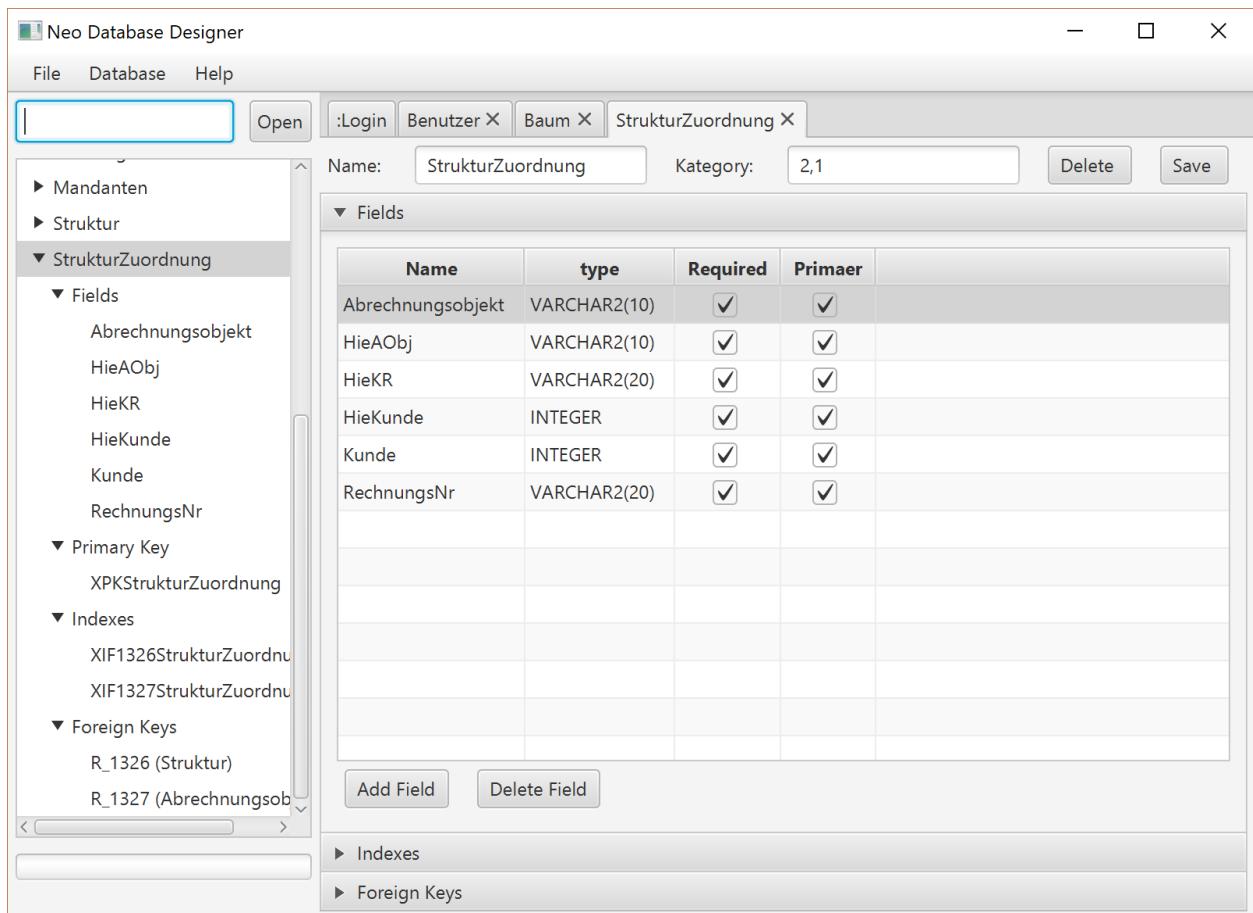 Neo Database Designer
File Database Help
Open
:Login Benutzer Baum StrukturZuordnung
Name: StrukturZuordnung Kategory: 2,1 Delete Save
Mandanten
Struktur
StrukturZuordnung
Fields
Abrechnungsobjekt
HieAObj
HieKR
HieKunde
Kunde
RechnungsNr
Primary Key
XPKStrukturZuordnung
Indexes
XIF1326StrukturZuordnu
XIF1327StrukturZuordnu
Foreign Keys
R_1326 (Struktur)
R_1327 (Abrechnungsob
Fields
Name type Required Primaer
Abrechnungsobjekt VARCHAR2(10)
HieAObj VARCHAR2(10)
HieKR VARCHAR2(20)
HieKunde INTEGER
Kunde INTEGER
RechnungsNr VARCHAR2(20)
Add Field Delete Field
Indexes
Foreign Keys